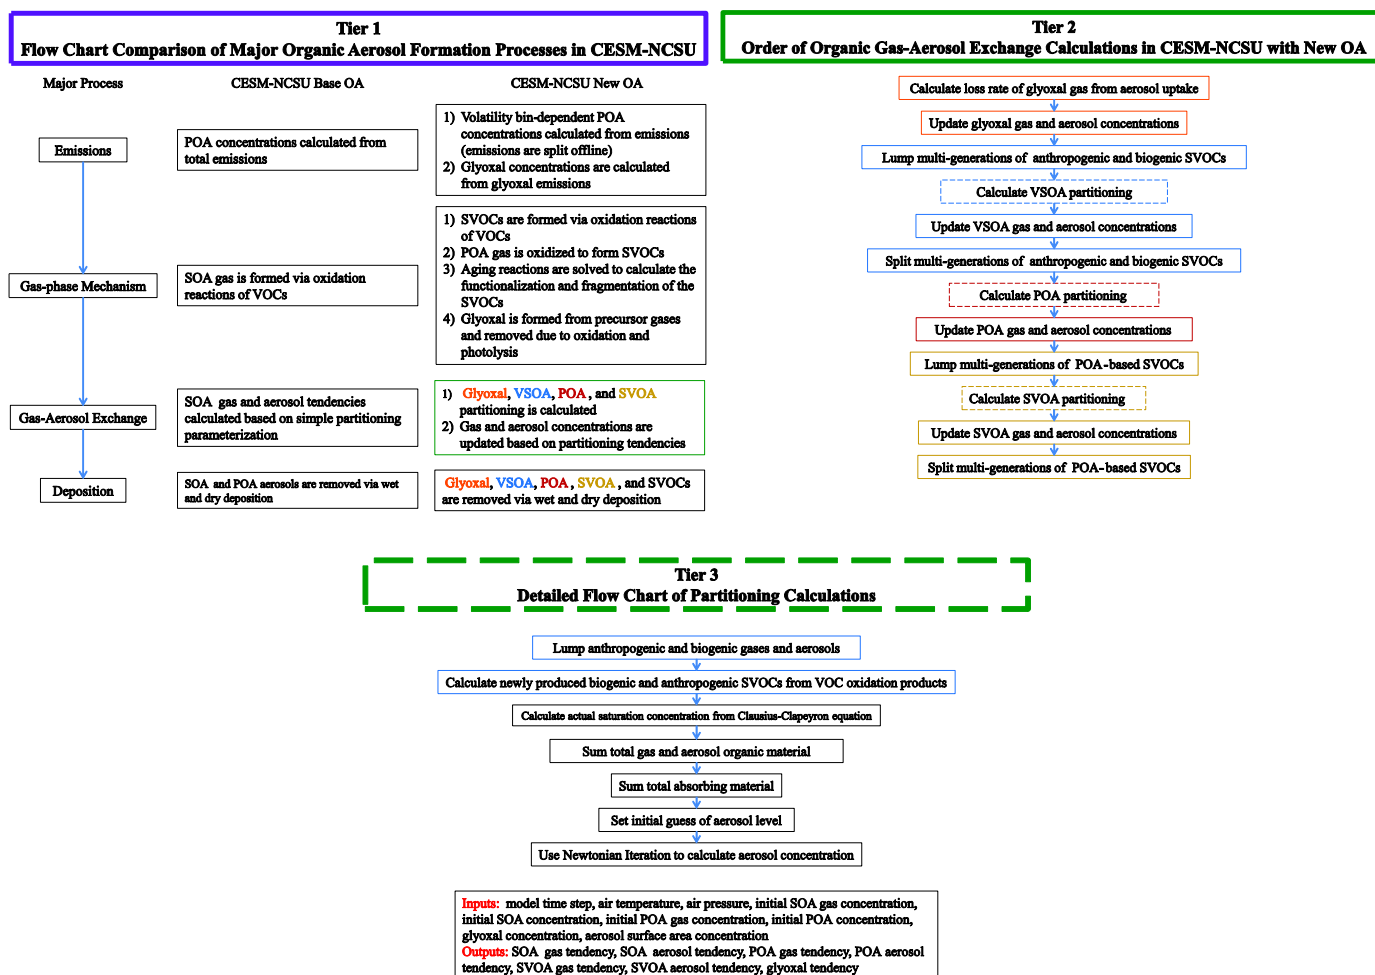 Tier 1
Flow Chart Comparison of Major Organic Aerosol Formation Processes in CESM-NCSU
Major Process
CESM-NCSU Base OA
CESM-NCSU New OA
Emissions
POA concentrations calculated from
total emissions
1) Volatility bin-dependent POA
concentrations calculated from emissions
(emissions are split offline)
2) Glyoxal concentrations are calculated
from glyoxal emissions
Gas-phase Mechanism
SOA gas is formed via oxidation
reactions of VOCs
1) SVOCs are formed via oxidation reactions
of VOCs
2) POA gas is oxidized to form SVOCs
3) Aging reactions are solved to calculate the
functionalization and fragmentation of the
SVOCs
4) Glyoxal is formed from precursor gases
and removed due to oxidation and
photolysis
Gas-Aerosol Exchange
SOA gas and aerosol tendencies
calculated based on simple partitioning
parameterization
1) Glyoxal, VSOA, POA, and SVOA
partitioning is calculated
2) Gas and aerosol concentrations are
updated based on partitioning tendencies
Deposition
SOA and POA aerosols are removed via wet
and dry deposition
Glyoxal, VSOA, POA, SVOA, and SVOCs
are removed via wet and dry deposition
Tier 2
Order of Organic Gas-Aerosol Exchange Calculations in CESM-NCSU with New OA
Calculate loss rate of glyoxal gas from aerosol uptake
Update glyoxal gas and aerosol concentrations
Lump multi-generations of anthropogenic and biogenic SVOCs
Calculate VSOA partitioning
Update VSOA gas and aerosol concentrations
Split multi-generations of anthropogenic and biogenic SVOCs
Calculate POA partitioning
Update POA gas and aerosol concentrations
Lump multi-generations of POA-based SVOCs
Calculate SVOA partitioning
Update SVOA gas and aerosol concentrations
Split multi-generations of POA-based SVOCs
Tier 3
Detailed Flow Chart of Partitioning Calculations
Lump anthropogenic and biogenic gases and aerosols
Calculate newly produced biogenic and anthropogenic SVOCs from VOC oxidation products
Calculate actual saturation concentration from Clausius-Clapeyron equation
Sum total gas and aerosol organic material
Sum total absorbing material
Set initial guess of aerosol level
Use Newtonian Iteration to calculate aerosol concentration
Inputs: model time step, air temperature, air pressure, initial SOA gas concentration,
initial SOA concentration, initial POA gas concentration, initial POA concentration,
glyoxal concentration, aerosol surface area concentration
Outputs: SOA gas tendency, SOA aerosol tendency, POA gas tendency, POA aerosol
tendency, SVOA gas tendency, SVOA aerosol tendency, glyoxal tendency